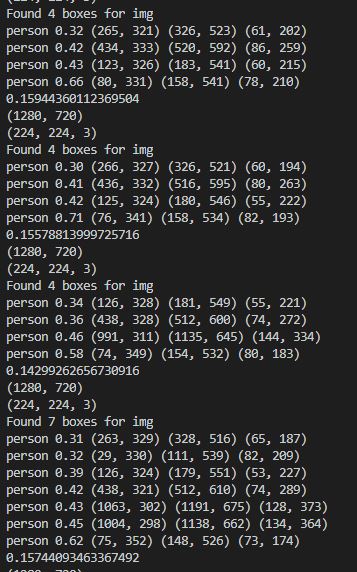 (224, 224, 3)
Found 4 boxes for img
person 0.32 (265, 321) (326, 523) (61, 202)
person 0.42 (434, 333) (520, 592) (86, 259)
person 0.43 (123, 326) (183, 541) (60, 215)
person 0.66 (80, 331) (158, 541) (78, 210)
0.15944360112369504
(1280, 720)
(224, 224, 3)
Found 4 boxes for img
person 0.30 (266, 327) (326, 521) (60, 194)
person 0.41 (436, 332) (516, 595) (80, 263)
person 0.42 (125, 324) (180, 546) (55, 222)
person 0.71 (76, 341) (158, 534) (82, 193)
0.15578813999725716
(1280, 720)
(224, 224, 3)
Found 4 boxes for img
person 0.34 (126, 328) (181, 549) (55, 221)
person 0.36 (438, 328) (512, 600) (74, 272)
person 0.46 (991, 311) (1135, 645) (144, 334)
person 0.58 (74, 349) (154, 532) (80, 183)
0.14299262656730916
(1280, 720)
(224, 224, 3)
Found 7 boxes for img
person 0.31 (263, 329) (328, 516) (65, 187)
person 0.32 (29, 330) (111, 539) (82, 209)
person 0.39 (126, 324) (179, 551) (53, 227)
person 0.42 (438, 321) (512, 610) (74, 289)
person 0.43 (1063, 302) (1191, 675) (128, 373)
person 0.45 (1004, 298) (1138, 662) (134, 364)
person 0.62 (75, 352) (148, 526) (73, 174)
0.15744093463367492
(1280, 720)